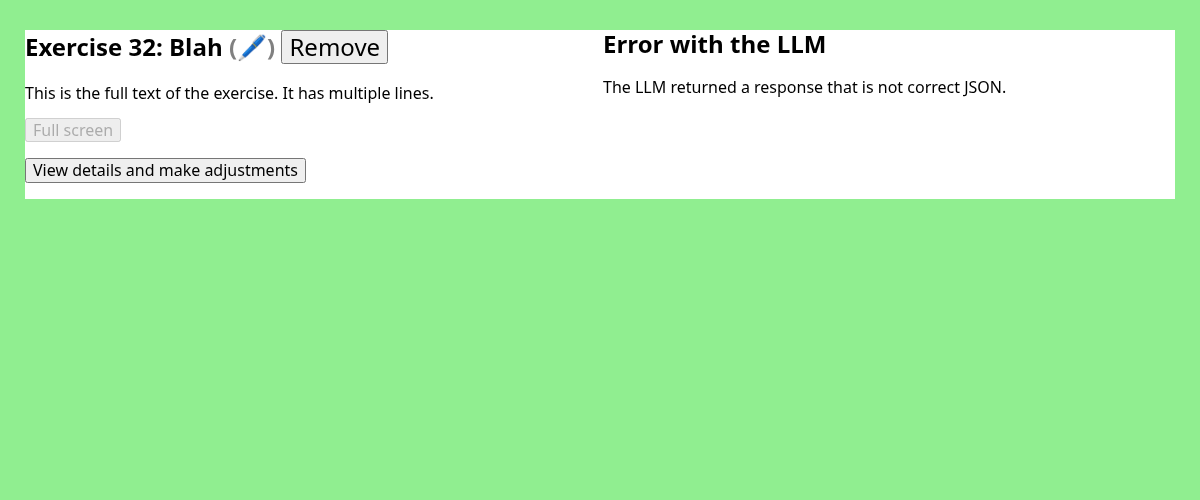 Exercise 32: Blah (🖊️) Remove
This is the full text of the exercise. It has multiple lines.
Full screen
View details and make adjustments
Error with the LLM
The LLM returned a response that is not correct JSON.